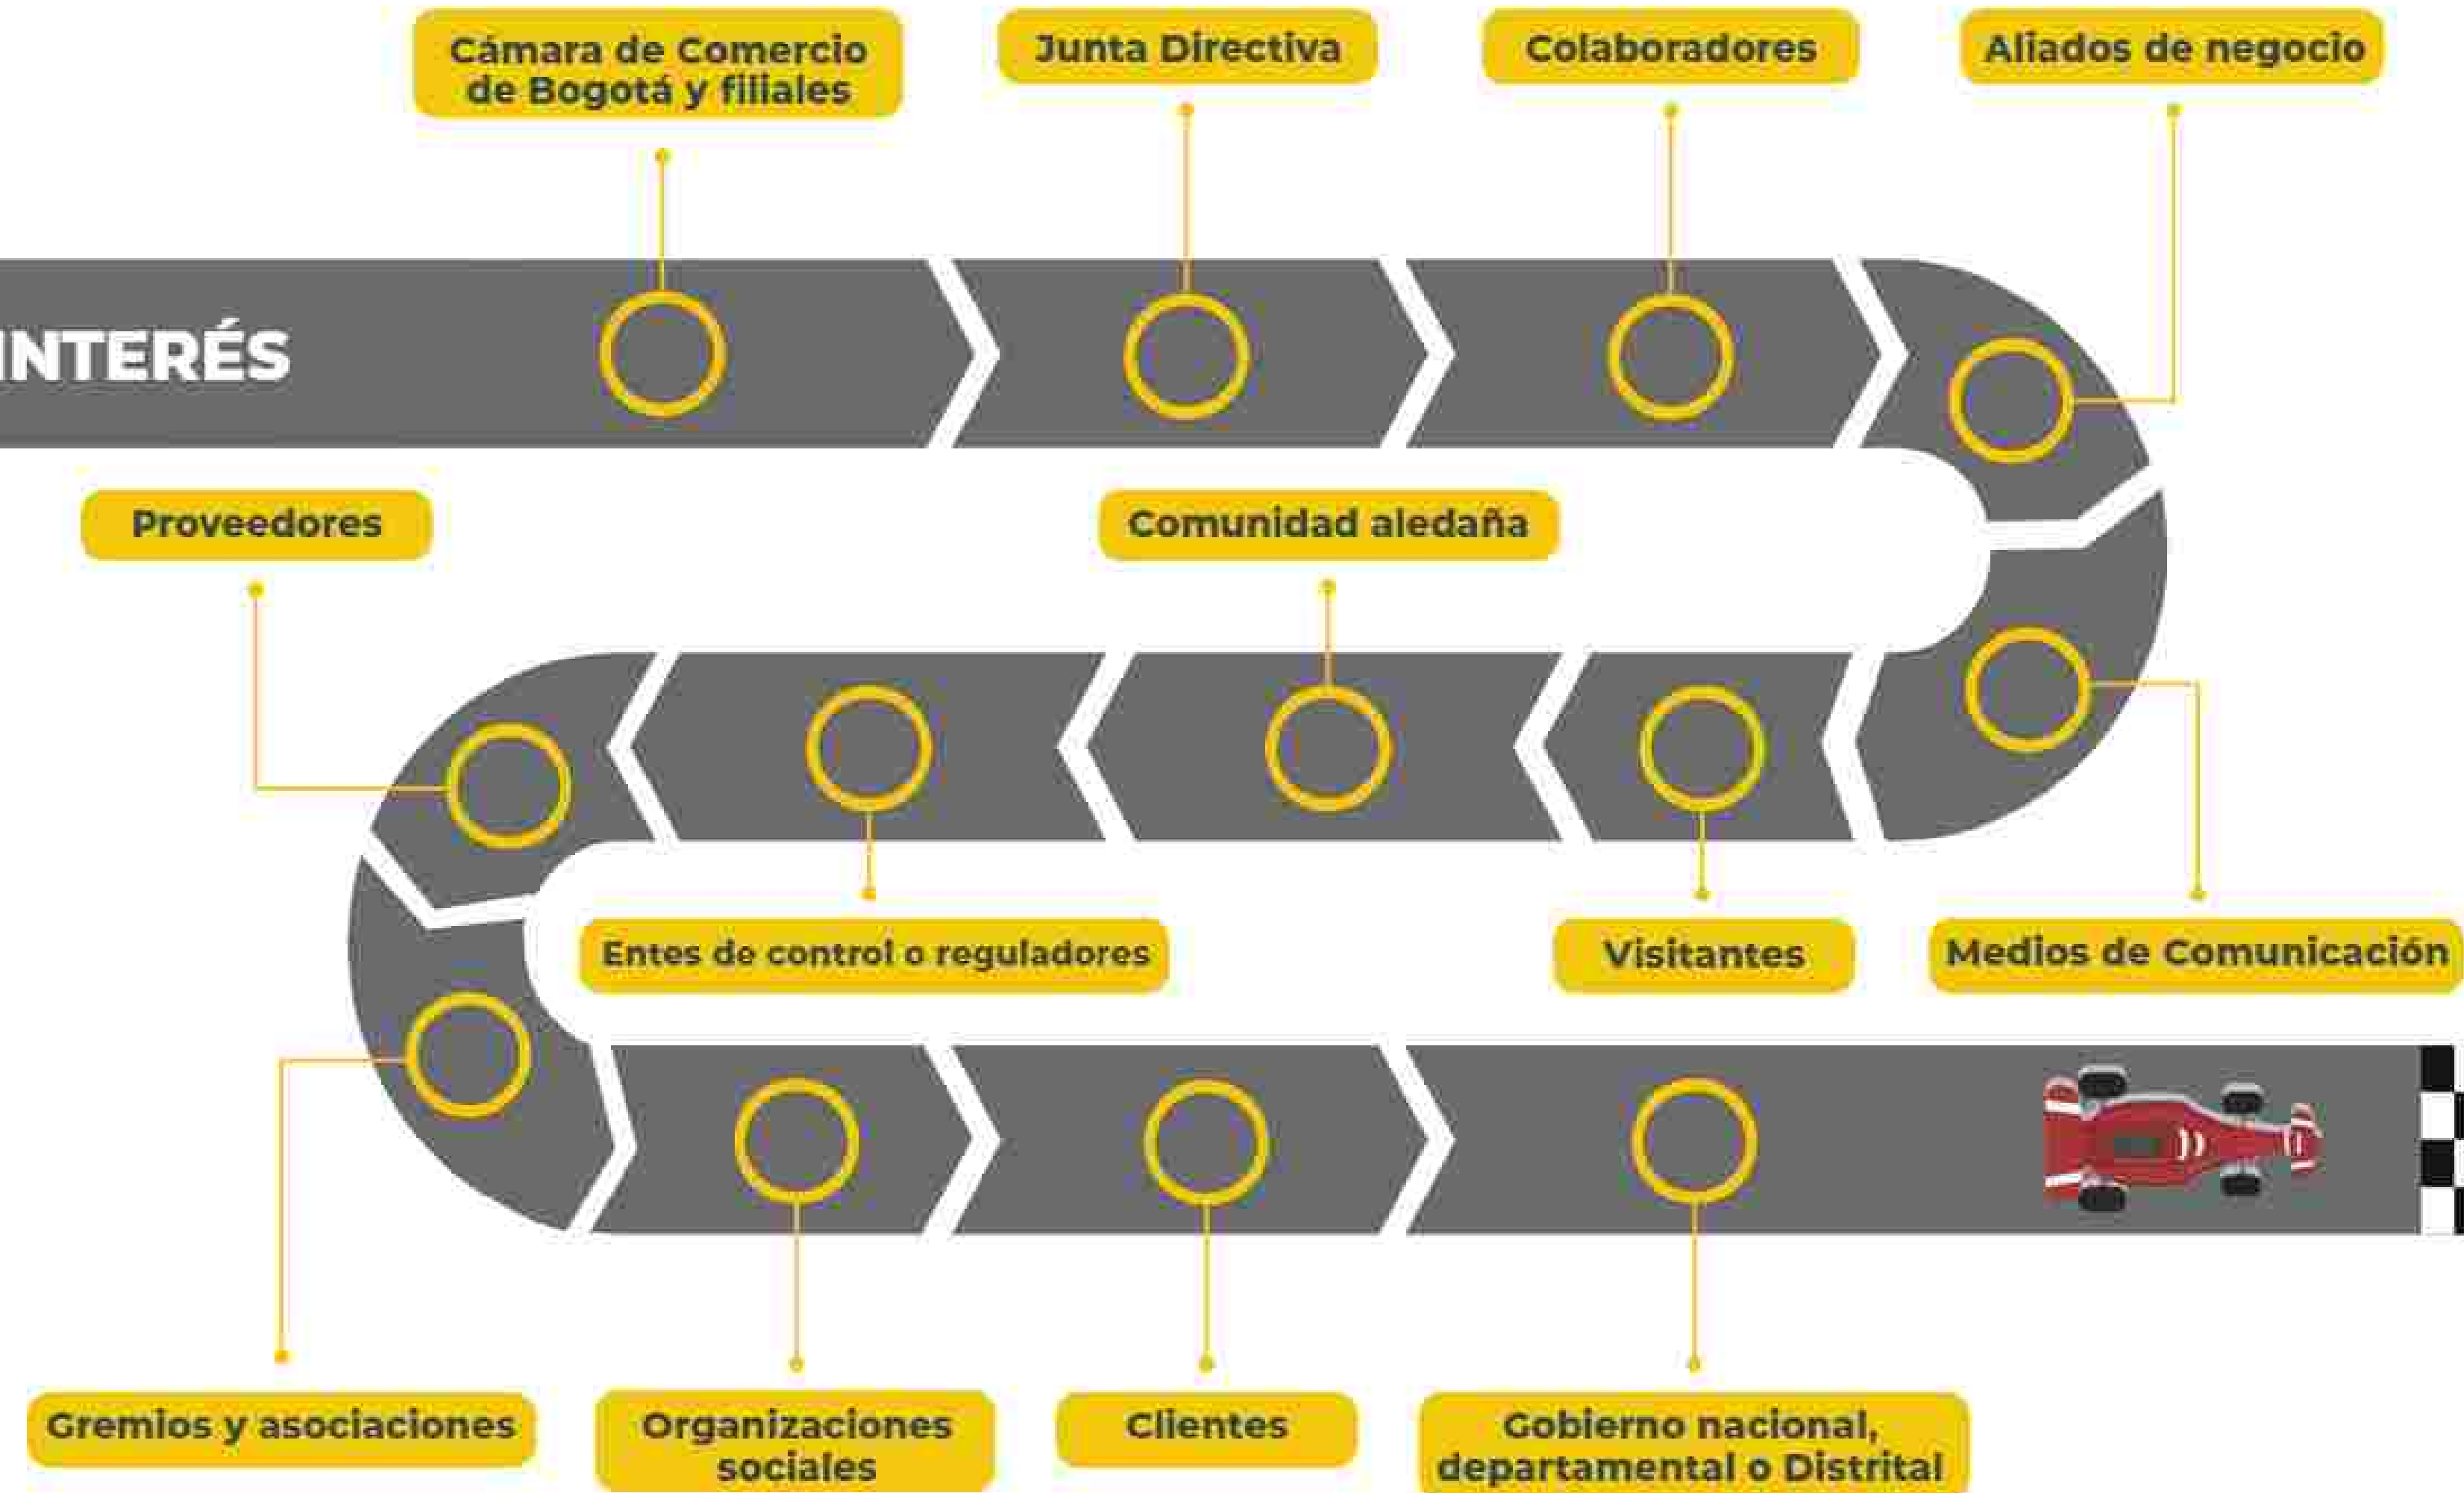 Cámara de Comercio
de Bogotá y filiales
Junta Directiva
Colaboradores
Aliados de negocio
INTERÉS
Proveedores
Comunidad aledaña
Entes de control o reguladores
Visitantes
Medios de Comunicación
Gremios y asociaciones
Organizaciones
sociales
Clientes
Gobierno nacional,
departamental o Distrital